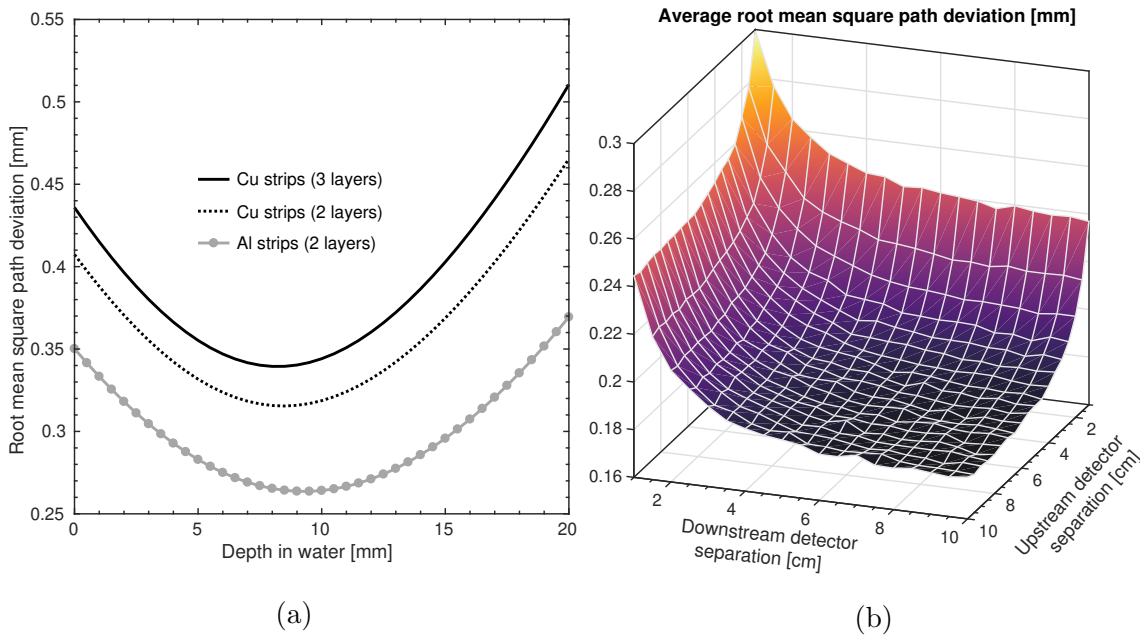 0.55
0.5
0.45
0.4
0.35
0.3
0.25
0
5
10
15
20
Root mean square path deviation [mm]
Depth in water [mm]
Cu strips (3 layers)
Cu strips (2 layers)
Al strips (2 layers)
(a)
Average root mean square path deviation [mm]
0.3
0.28
0.26
0.24
0.22
0.2
0.18
0.16
2
4
6
8
10
Downstream detector
separation [cm]
2
4
6
8
10
Upstream detector
separation [cm]
(b)